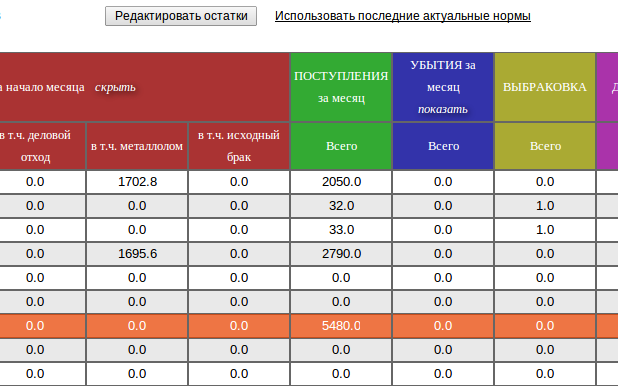 Редактировать остатки Использовать последние актуальные нормы
начало месяца скрыть ПОСТУПЛЕНИЯ за месяц УБЫТИЯ за месяц показать ВЫБРАКОВКА
в т.ч. деловой отход в т.ч. металлолом в т.ч. исходный брак Всего Всего Всего
0.0 1702.8 0.0 2050.0 0.0 0.0
0.0 0.0 0.0 32.0 0.0 1.0
0.0 0.0 0.0 33.0 0.0 1.0
0.0 1695.6 0.0 2790.0 0.0 0.0
0.0 0.0 0.0 0.0 0.0 0.0
0.0 0.0 0.0 0.0 0.0 0.0
0.0 0.0 0.0 5480.0 0.0 0.0
0.0 0.0 0.0 0.0 0.0 0.0
0.0 0.0 0.0 0.0 0.0 0.0